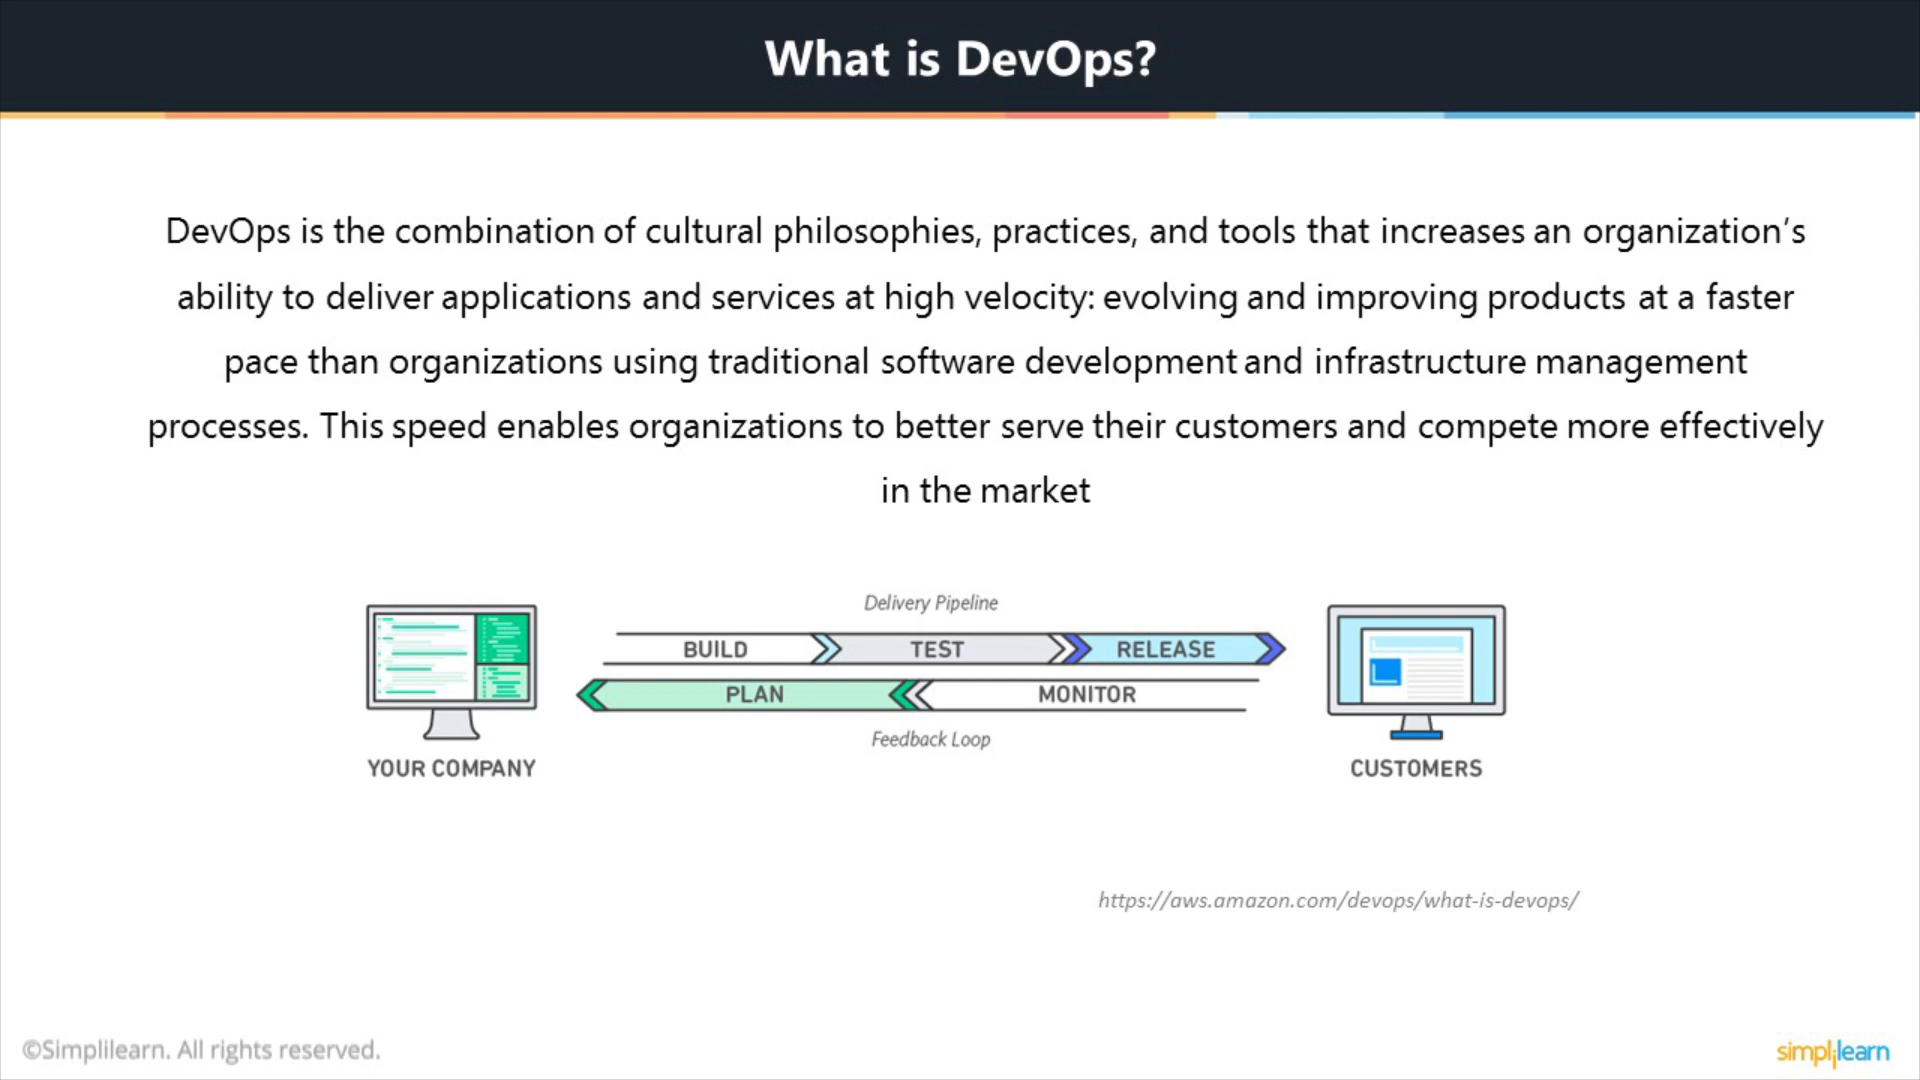 What is DevOps?
DevOps is the combination of cultural philosophies, practices, and tools that increases an organization’s
ability to deliver applications and services at high velocity: evolving and improving products at a faster
pace than organizations using traditional software development and infrastructure management
processes. This speed enables organizations to better serve their customers and compete more effectively
in the market
Delivery Pipeline
BUILD TEST RELEASE
PLAN MONITOR
Feedback Loop
YOUR COMPANY
CUSTOMERS
https://aws.amazon.com/devops/what-is-devops/
©Simplilearn. All rights reserved.
simplilearn